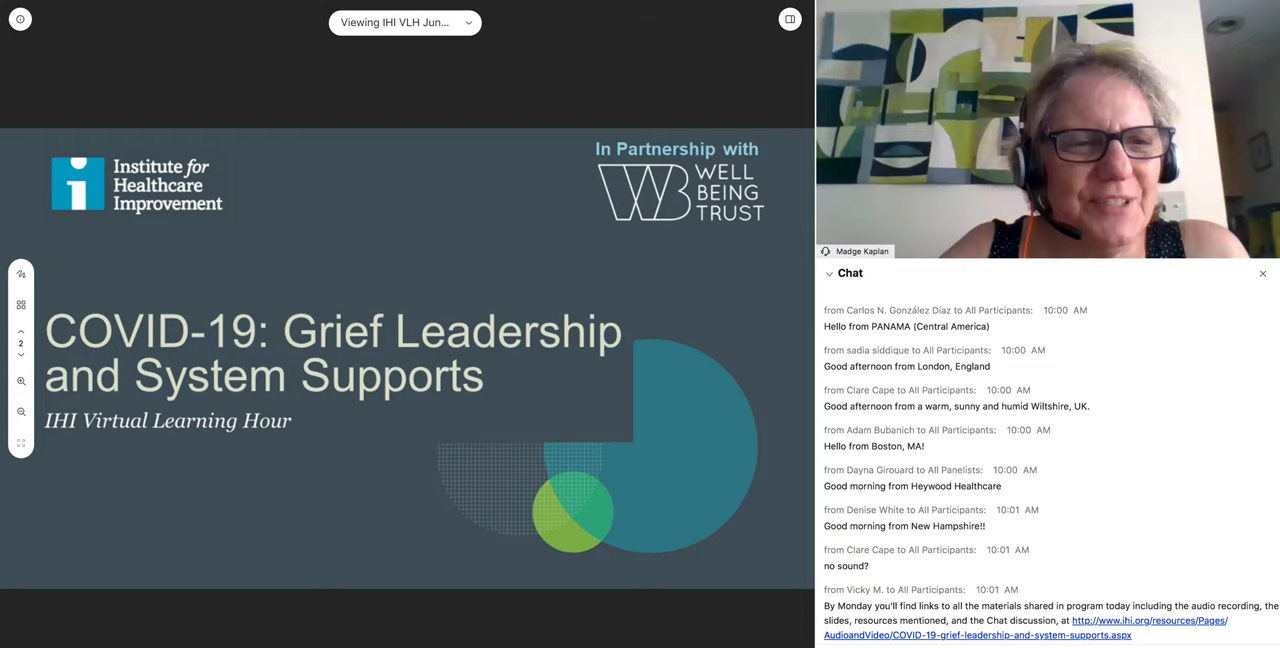 Viewing IHI VLH Jun...
Institute for
Healthcare
Improvement
In Partnership with
WB
WELL
BEING
TRUST
2
COVID-19: Grief Leadership
and System Supports
IHI Virtual Learning Hour
Madge Kaplan
Chat
from Carlos N. González Díaz to All Participants: 10:00 AM
Hello from PANAMA (Central America)
from sadia siddique to All Participants: 10:00 AM
Good afternoon from London, England
from Clare Cape to All Participants: 10:00 AM
Good afternoon from a warm, sunny and humid Wiltshire, UK.
from Adam Bubanich to All Participants: 10:00 AM
Hello from Boston, MA!
from Dayna Girouard to All Panelists: 10:00 AM
Good morning from Heywood Healthcare
from Denise White to All Participants: 10:01 AM
Good morning from New Hampshire!!
from Clare Cape to All Participants: 10:01 AM
no sound?
from Vicky M. to All Participants: 10:01 AM
By Monday you'll find links to all the materials shared in program today including the audio recording, the
slides, resources mentioned, and the Chat discussion, at http://www.ihi.org/resources/Pages/
AudioandVideo/COVID-19-grief-leadership-and-system-supports.aspx